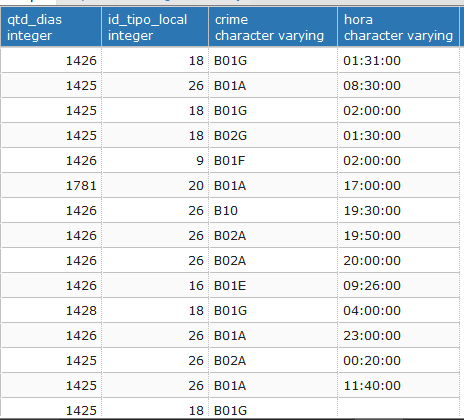 qtd_dias id_tipo_local crime hora
integer integer character varying character varying
1426 18 B01G 01:31:00
1425 26 B01A 08:30:00
1425 18 B01G 02:00:00
1425 18 B02G 01:30:00
1426 9 B01F 02:00:00
1781 20 B01A 17:00:00
1426 26 B10 19:30:00
1426 26 B02A 19:50:00
1426 26 B02A 20:00:00
1426 16 B01E 09:26:00
1428 18 B01G 04:00:00
1426 26 B01A 23:00:00
1425 26 B02A 00:20:00
1425 26 B01A 11:40:00
1425 18 B01G